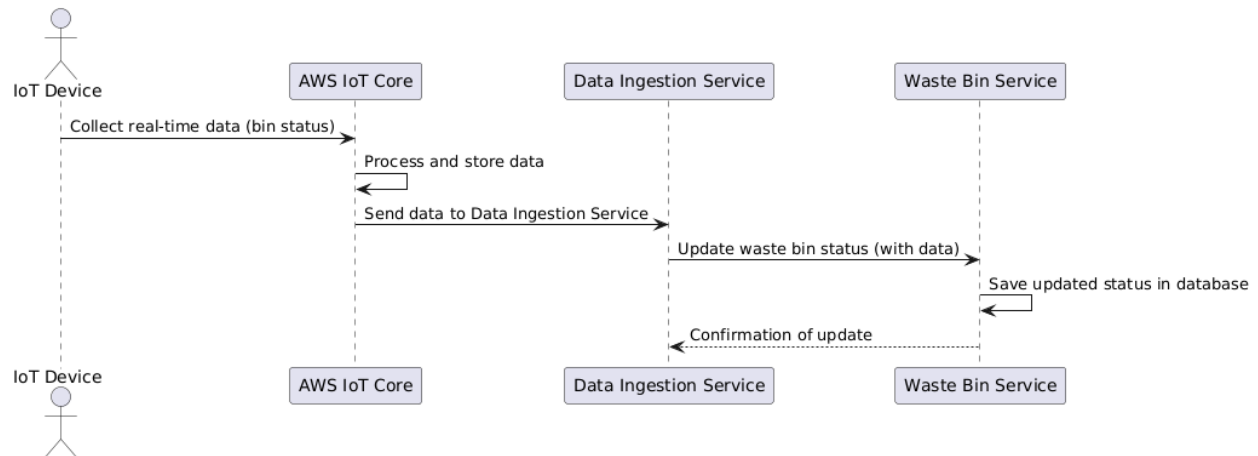 IoT Device
AWS IoT Core
Data Ingestion Service
Waste Bin Service
Collect real-time data (bin status)
Process and store data
Send data to Data Ingestion Service
Update waste bin status (with data)
Save updated status in database
Confirmation of update
IoT Device
AWS IoT Core
Data Ingestion Service
Waste Bin Service